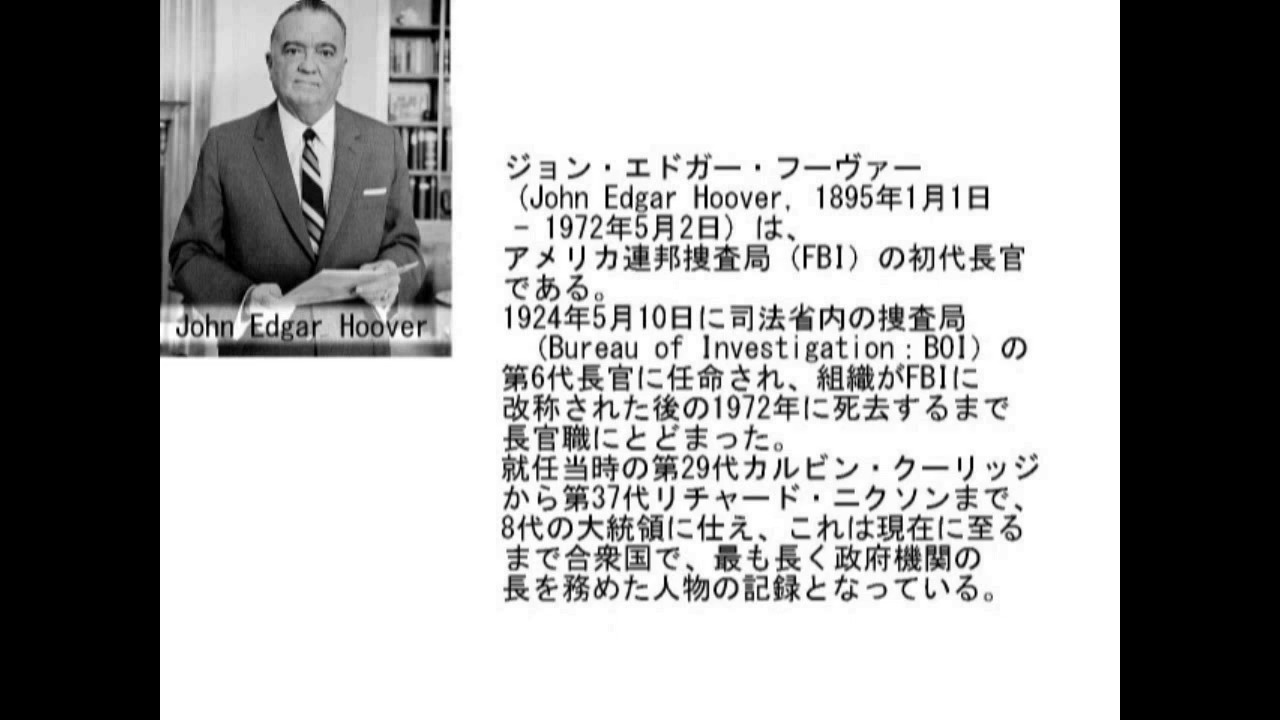 John Edgar Hoover
ジョン・エドガー・フーヴァー
（John Edgar Hoover, 1895年1月1日
- 1972年5月2日）は、
アメリカ連邦捜査局（FBI）の初代長官
である。
1924年5月10日に司法省内の捜査局
（Bureau of Investigation：BOI）の
第6代長官に任命され、組織がFBIに
改称された後の1972年に死去するまで
長官職にとどまった。
就任当時の第29代カルビン・クーリッジ
から第37代リチャード・ニクソンまで、
8代の大統領に仕え、これは現在に至る
まで合衆国で、最も長く政府機関の
長を務めた人物の記録となっている。